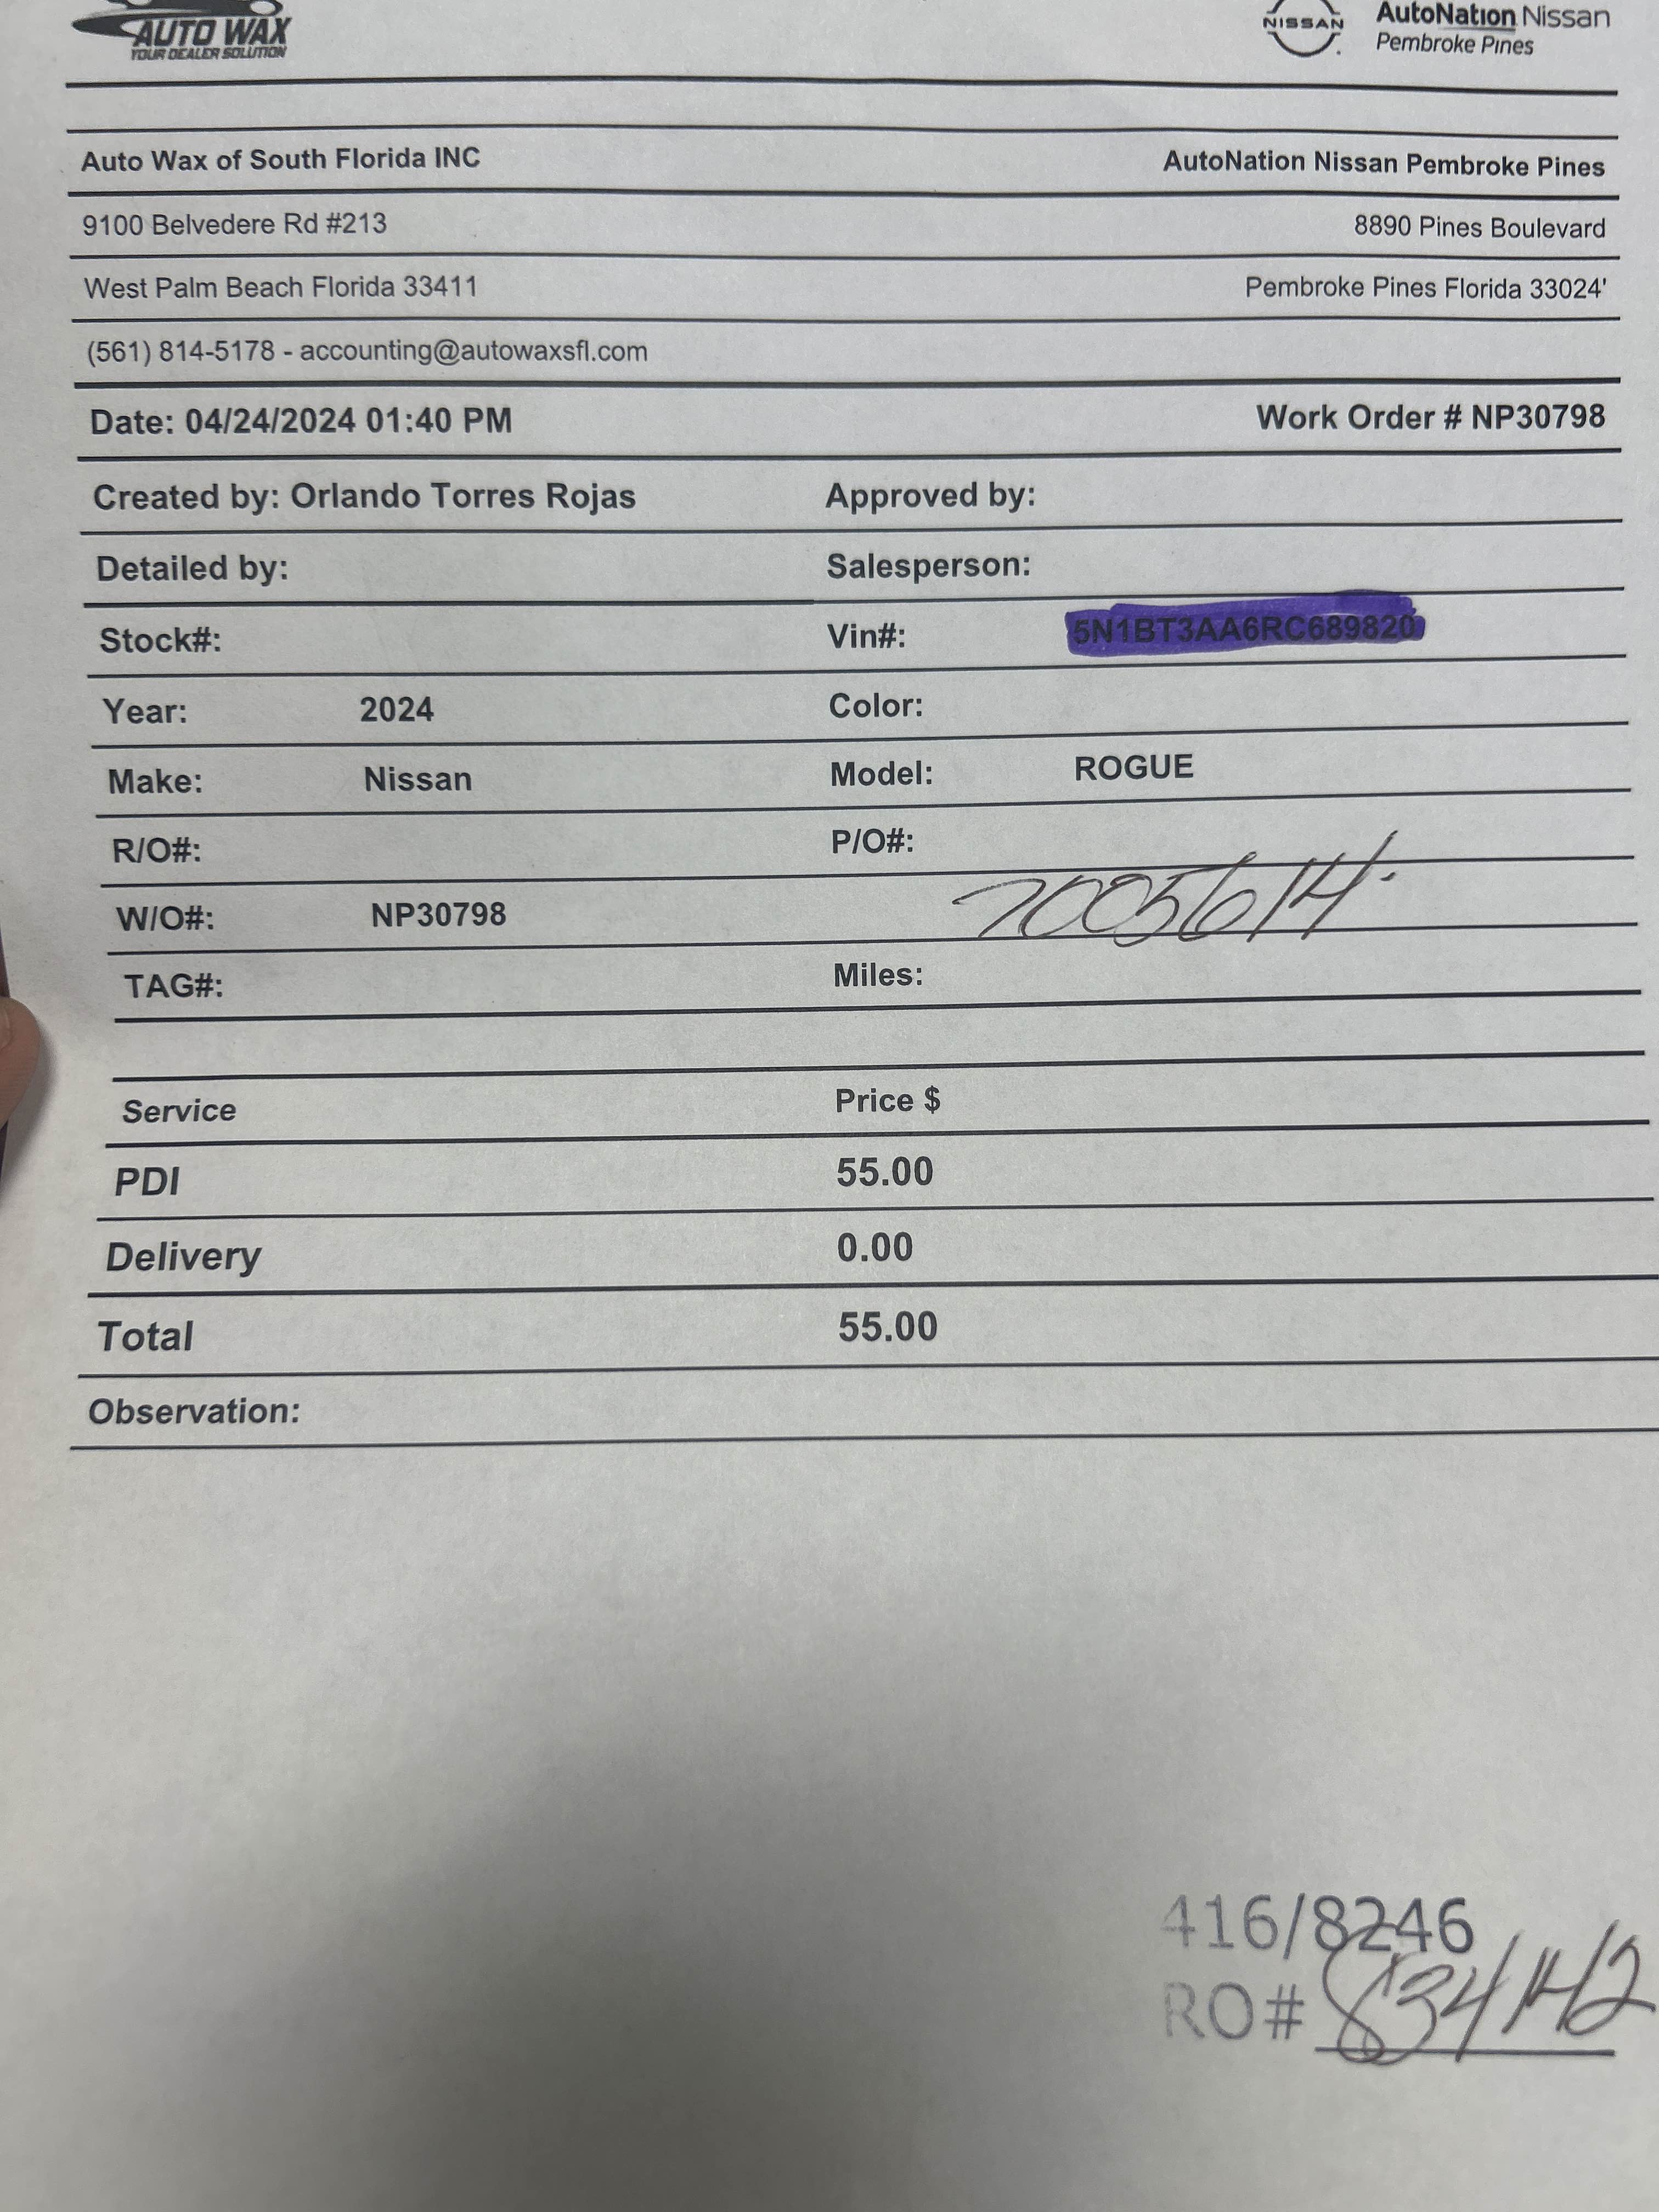 AUTO WAX
YOUR DEALER SOLUTION
NISSAN
AutoNation Nissan
Pembroke Pines
Auto Wax of South Florida INC
AutoNation Nissan Pembroke Pines
9100 Belvedere Rd #213
8890 Pines Boulevard
West Palm Beach Florida 33411
Pembroke Pines Florida 33024'
(561) 814-5178 - accounting@autowaxsfl.com
Date: 04/24/2024 01:40 PM
Work Order # NP30798
Created by: Orlando Torres Rojas
Approved by:
Detailed by:
Salesperson:
Stock#:
Vin#: 5N1BT3AA6RC689820
Year: 2024
Color:
Make: Nissan
Model: ROGUE
R/O#:
P/O#:
W/O#: NP30798
7005614
TAG#:
Miles:
Service Price $
PDI 55.00
Delivery 0.00
Total 55.00
Observation:
416/8246
RO# 834142